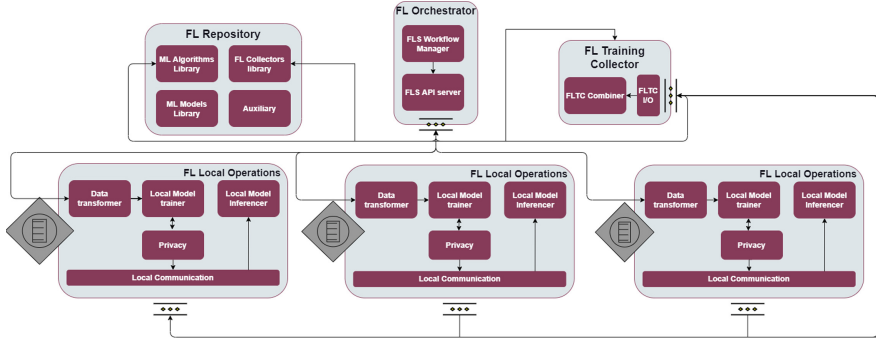 FL Repository
ML Algorithms
Library
FL Collectors
library
ML Models
Library
Auxiliary
FL Orchestrator
FLS Workflow
Manager
FLS API server
FL Training
Collector
FLTC Combiner
FLTC
I/O
FL Local Operations
Data
transformer
Local Model
trainer
Local Model
Inferencer
Privacy
Local Communication
FL Local Operations
Data
transformer
Local Model
trainer
Local Model
Inferencer
Privacy
Local Communication
FL Local Operations
Data
transformer
Local Model
trainer
Local Model
Inferencer
Privacy
Local Communication